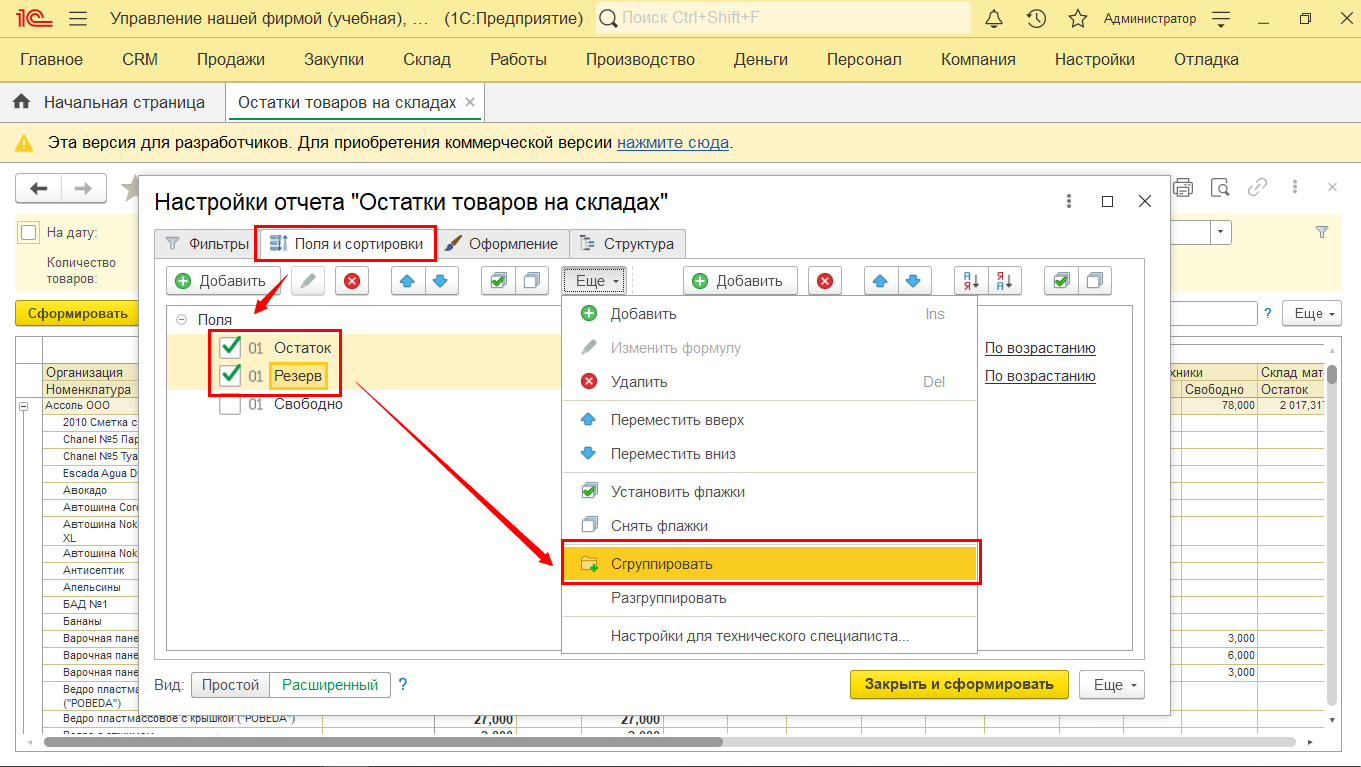 1С Управление нашей фирмой (учебная), ... (1С:Предприятие) Поиск Ctrl+Shift+F Администратор
Главное CRM Продажи Закупки Склад Работы Производство Деньги Персонал Компания Настройки Отладка
Начальная страница Остатки товаров на складах
Эта версия для разработчиков. Для приобретения коммерческой версии нажмите сюда.
Настройки отчета "Остатки товаров на складах"
На дату:
Количество
товаров:
Сформировать
? Еще
Фильтры Поля и сортировки Оформление Структура
Добавить Еще Добавить А Я Я А
Поля
01 Остаток По возрастанию
01 Резерв По возрастанию
01 Свободно
Добавить Ins
Изменить формулу
Удалить Del
Переместить вверх
Переместить вниз
Установить флажки
Снять флажки
Сгруппировать
Разгруппировать
Настройки для технического специалиста...
Вид: Простой Расширенный ? Закрыть и сформировать Еще
Организация
Номенклатура Свободно Остаток
Ассоль ООО 78,000 2 017,317
2010 Сметка с
Chanel №5 Пар
Chanel №5 Туа
Escada Agua D
Авокадо
Автошина Cord
Автошина Noki
XL
Автошина Noki
Антисептик
Апельсины
БАД №1
Бананы
Варочная пане 3,000
Варочная пане 6,000
Варочная пане 3,000
Ведро пластма
("POBEDA")
Ведро пластмассовое с крышкой ("POBEDA") 27,000 27,000